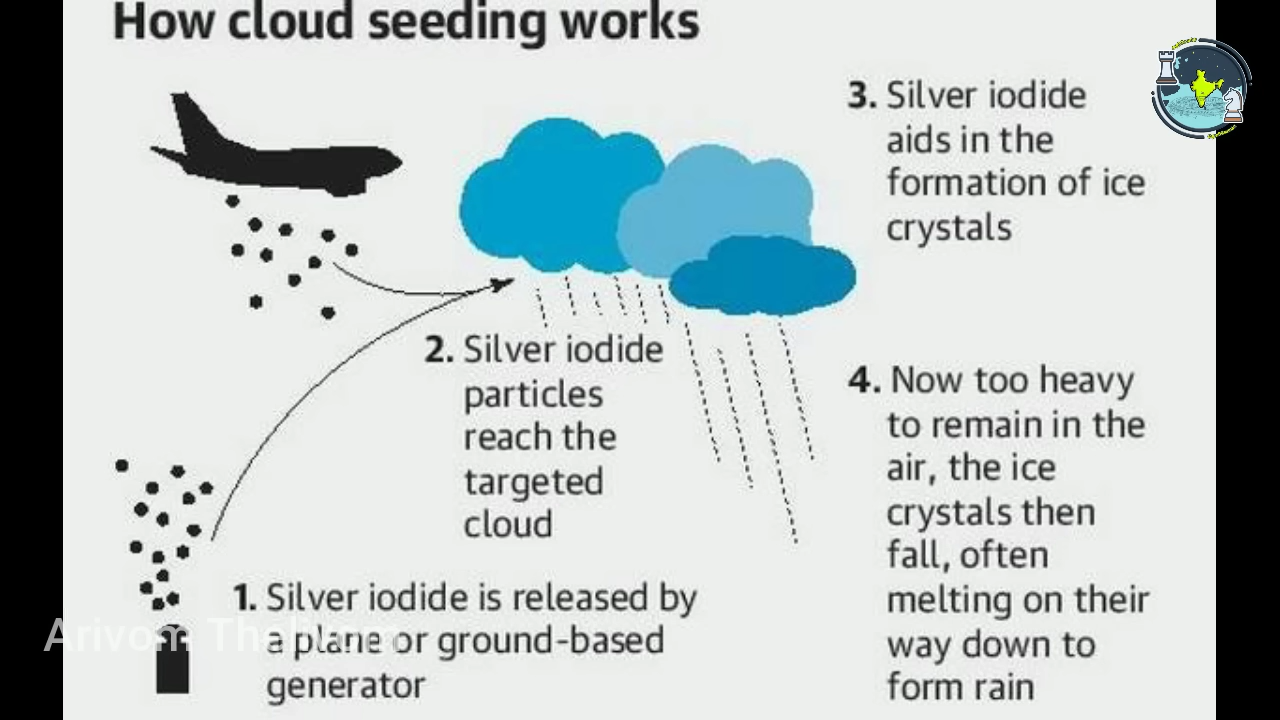 How cloud seeding works
3. Silver iodide
aids in the
formation of ice
crystals
2. Silver iodide
particles
reach the
targeted
cloud
4. Now too heavy
to remain in the
air, the ice
crystals then
fall, often
melting on their
way down to
form rain
1. Silver iodide is released by
a plane or ground-based
generator
Arivom